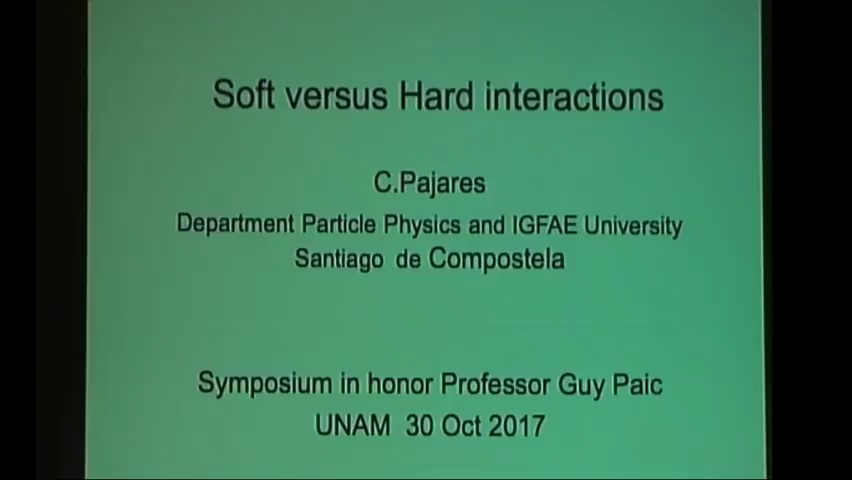 Soft versus Hard interactions
C.Pajares
Department Particle Physics and IGFAE University
Santiago de Compostela
Symposium in honor Professor Guy Paic
UNAM 30 Oct 2017